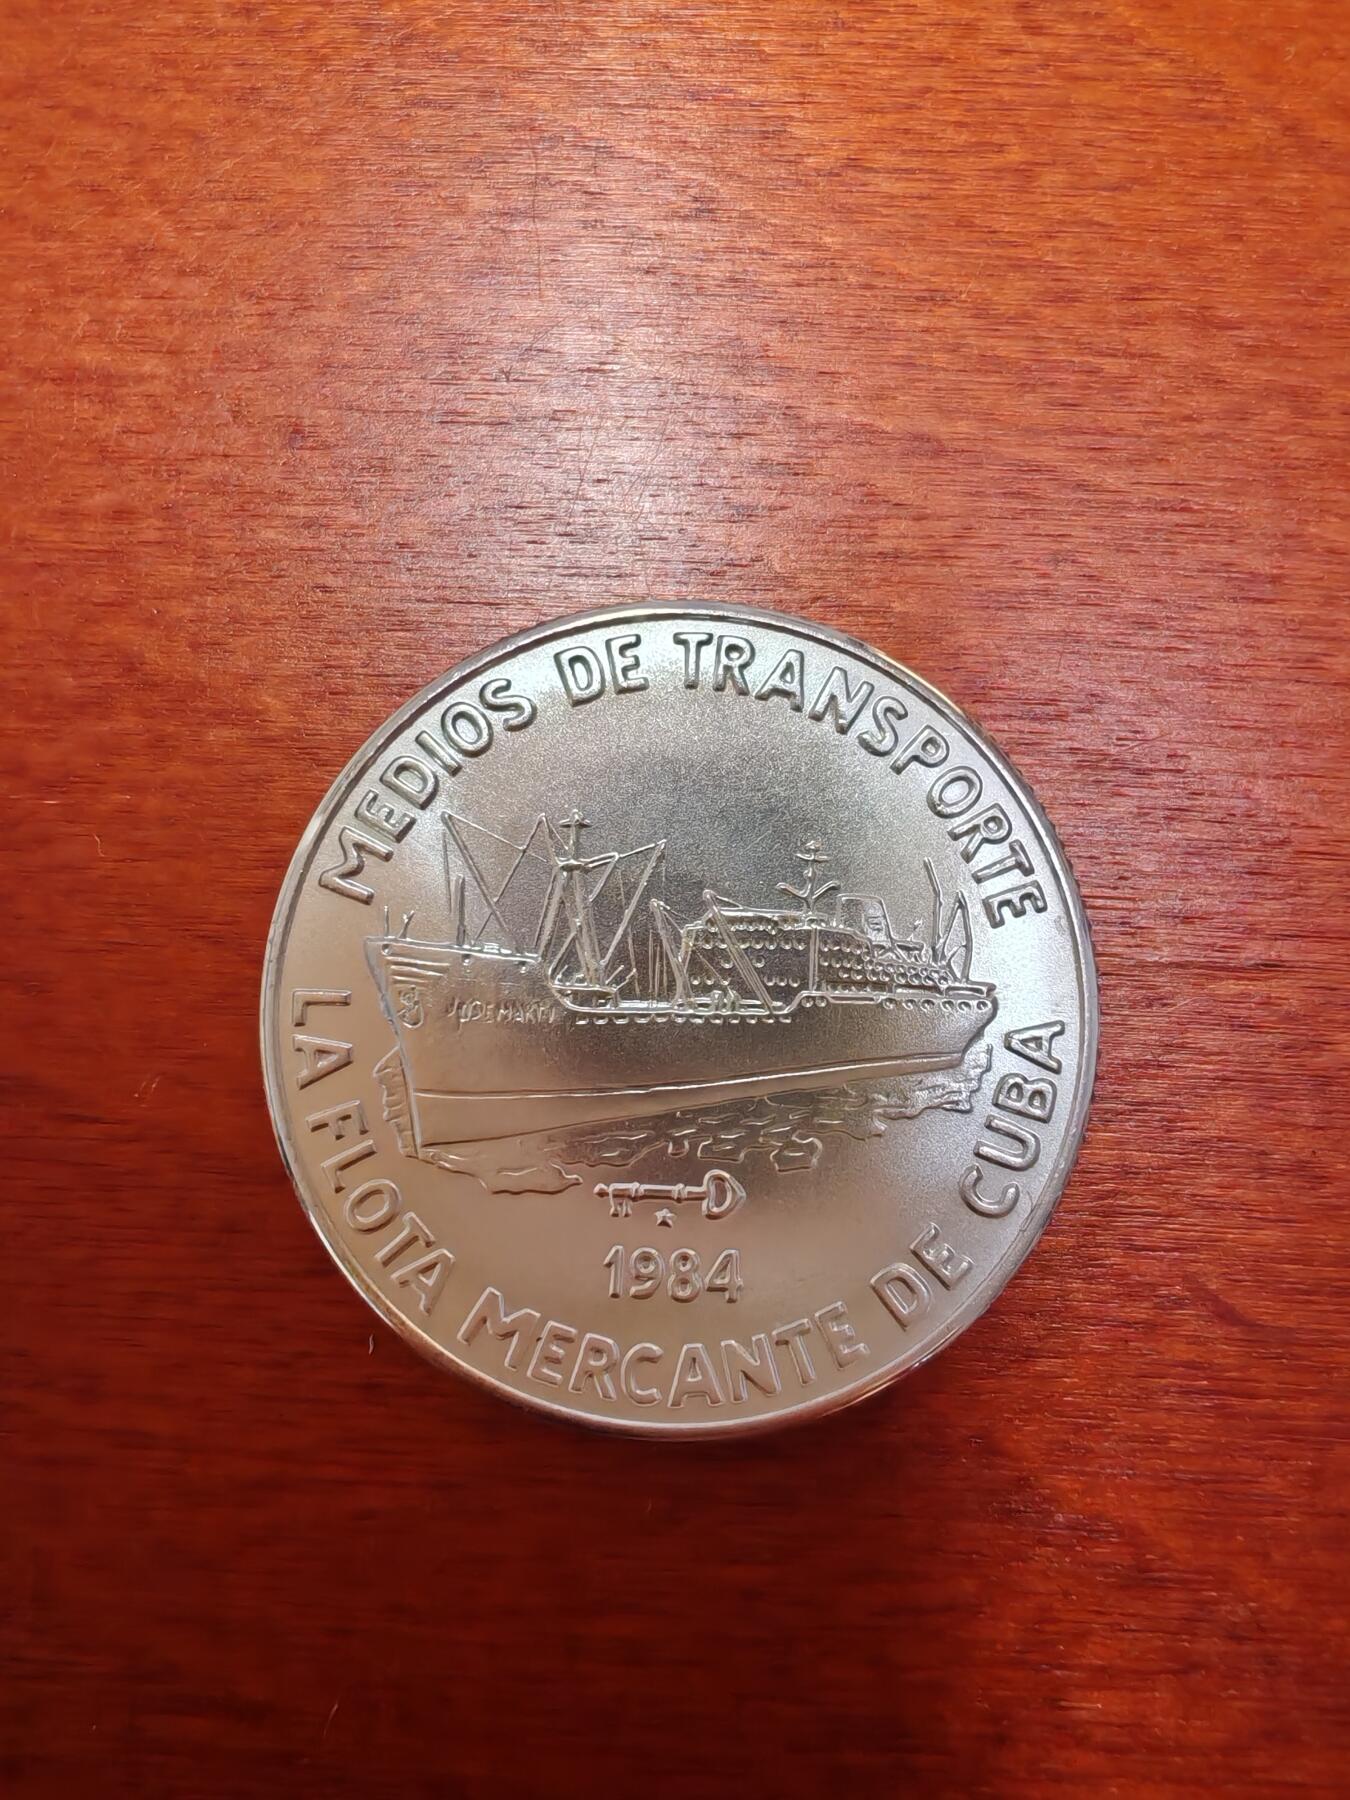 MEDIOS DE TRANSPORTE
1984
LA FLOTA MERCANTE DE CUBA